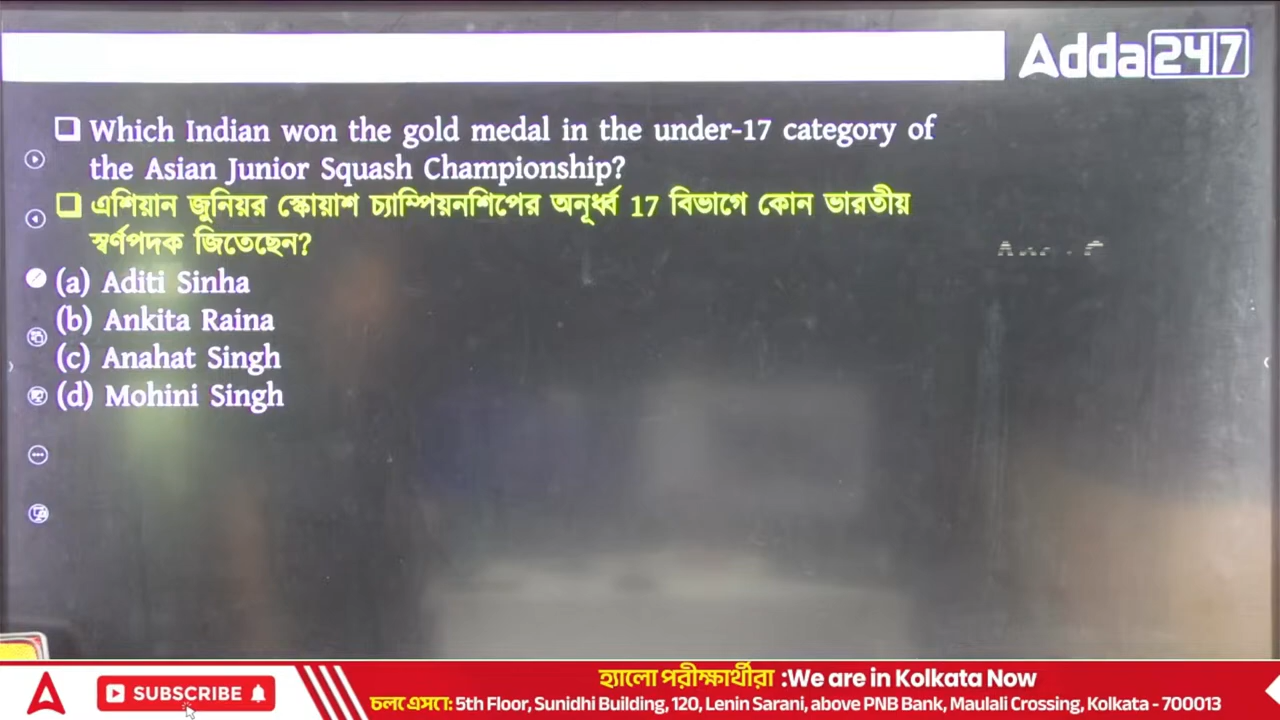 Adda247
❑ Which Indian won the gold medal in the under-17 category of
the Asian Junior Squash Championship?
❑ এশিয়ান জুনিয়র স্কোয়াশ চ্যাম্পিয়নশিপের অনূর্ধ্ব 17 বিভাগে কোন ভারতীয়
স্বর্ণপদক জিতেছেন?
(a) Aditi Sinha
(b) Ankita Raina
(c) Anahat Singh
(d) Mohini Singh
SUBSCRIBE
হ্যালো পরীক্ষার্থীরা :We are in Kolkata Now
চলে এসো: 5th Floor, Sunidhi Building, 120, Lenin Sarani, above PNB Bank, Maulali Crossing, Kolkata - 700013